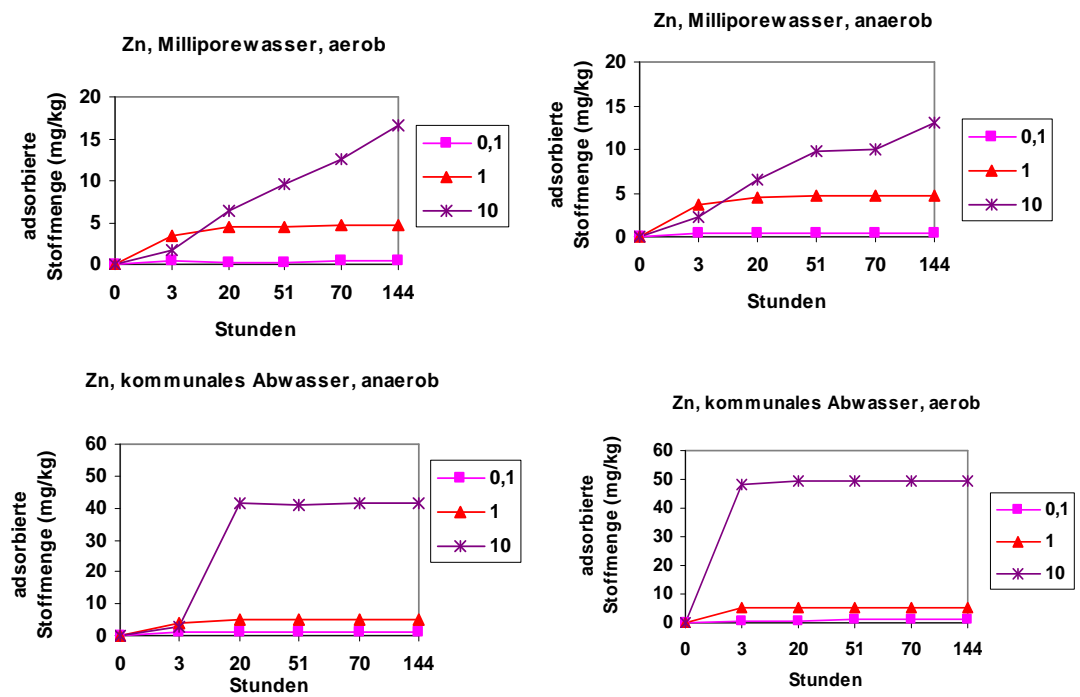 Zn, Milliporewasser, aerob
adsorbierte
Stoffmenge (mg/kg)
20
15
10
5
0
0 3 20 51 70 144
Stunden
0,1
1
10
Zn, Milliporewasser, anaerob
adsorbierte
Stoffmenge (mg/kg)
20
15
10
5
0
0 3 20 51 70 144
Stunden
0,1
1
10
Zn, kommunales Abwasser, anaerob
adsorbierte
Stoffmenge (mg/kg)
60
50
40
30
20
10
0
0 3 20 51 70 144
Stunden
0,1
1
10
Zn, kommunales Abwasser, aerob
adsorbierte
Stoffmenge (mg/kg)
60
50
40
30
20
10
0
0 3 20 51 70 144
Stunden
0,1
1
10